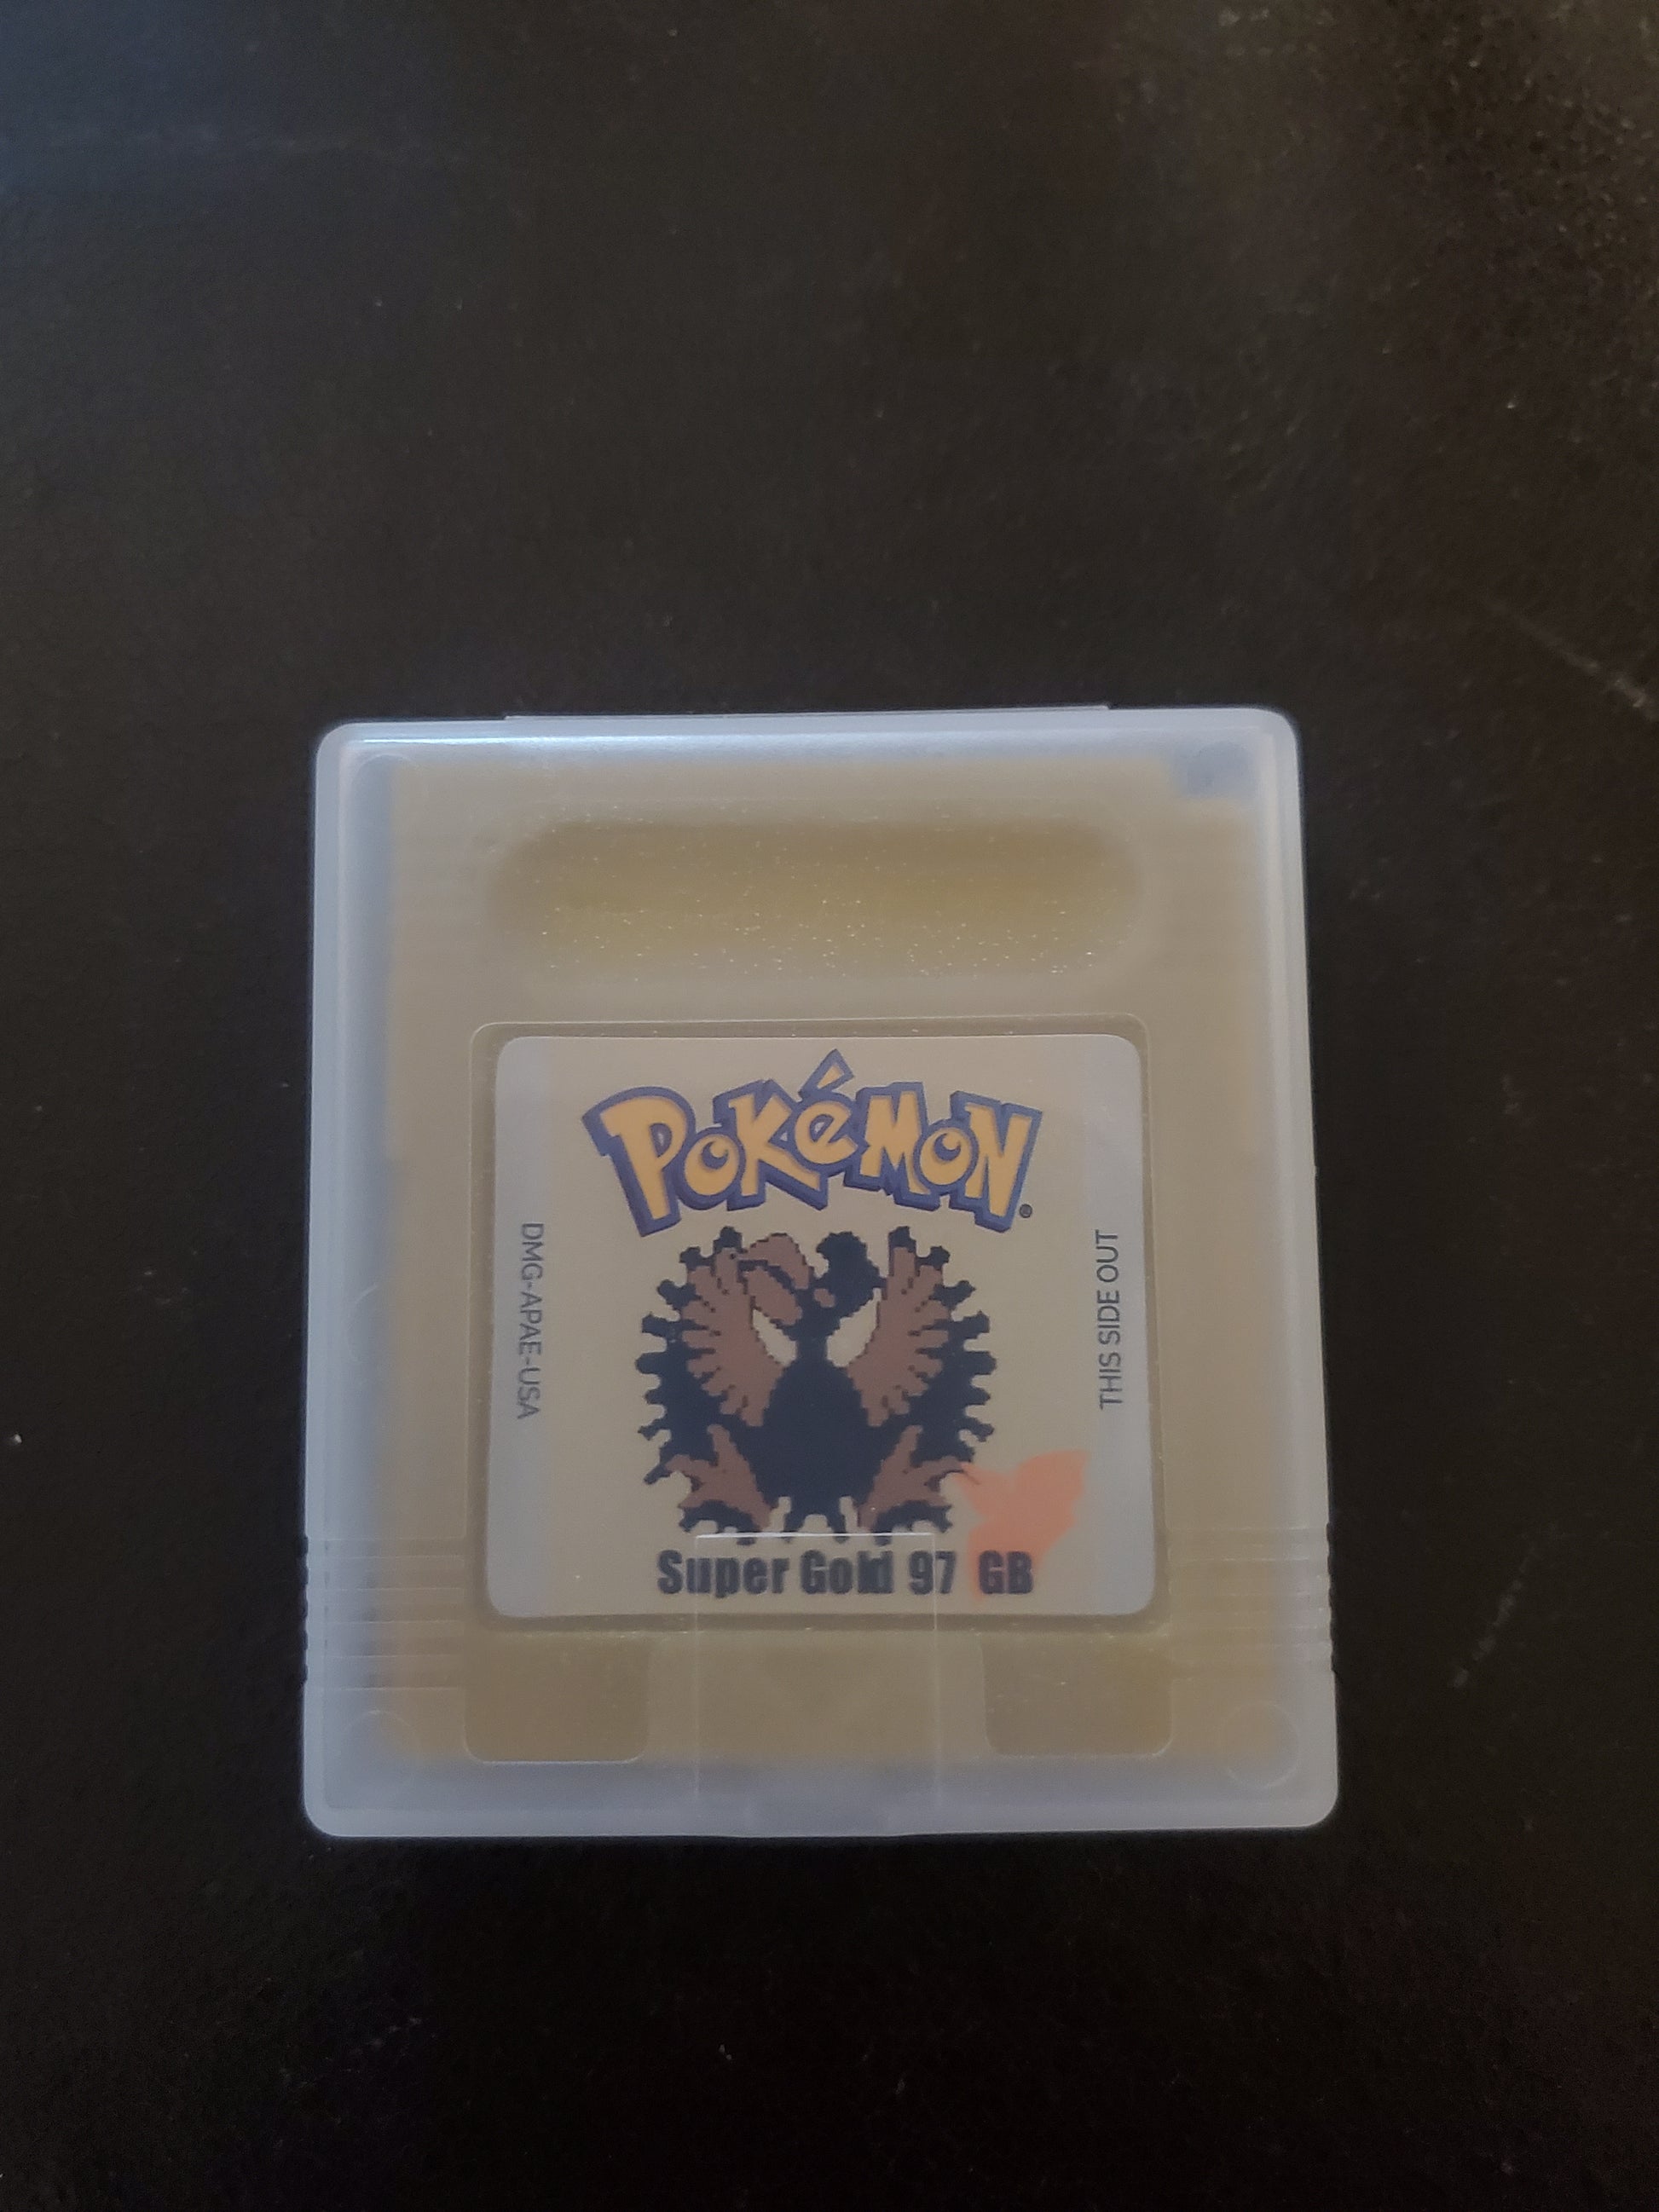 POKéMON®
DMG-APAE-USA
THIS SIDE OUT
Super Gold 97 GB